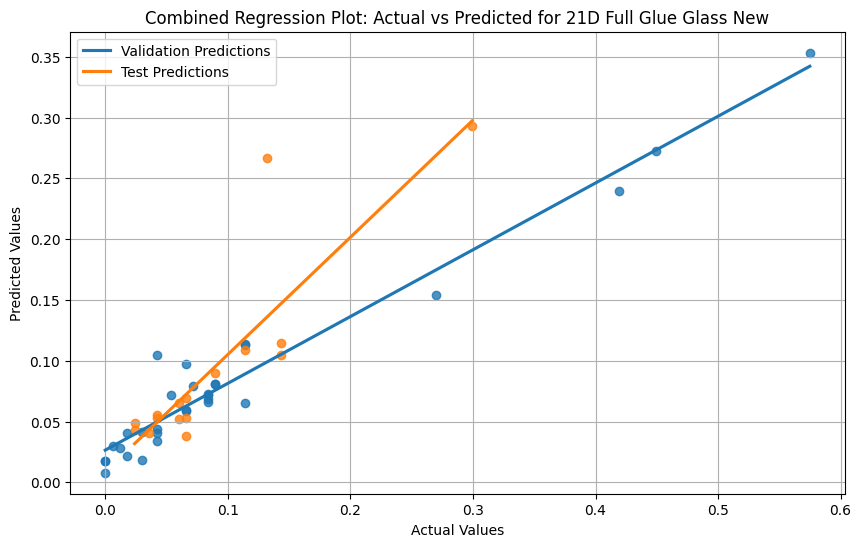 Combined Regression Plot: Actual vs Predicted for 21D Full Glue Glass New
Validation Predictions
Test Predictions
Predicted Values
0.35
0.30
0.25
0.20
0.15
0.10
0.05
0.00
0.0 0.1 0.2 0.3 0.4 0.5 0.6
Actual Values